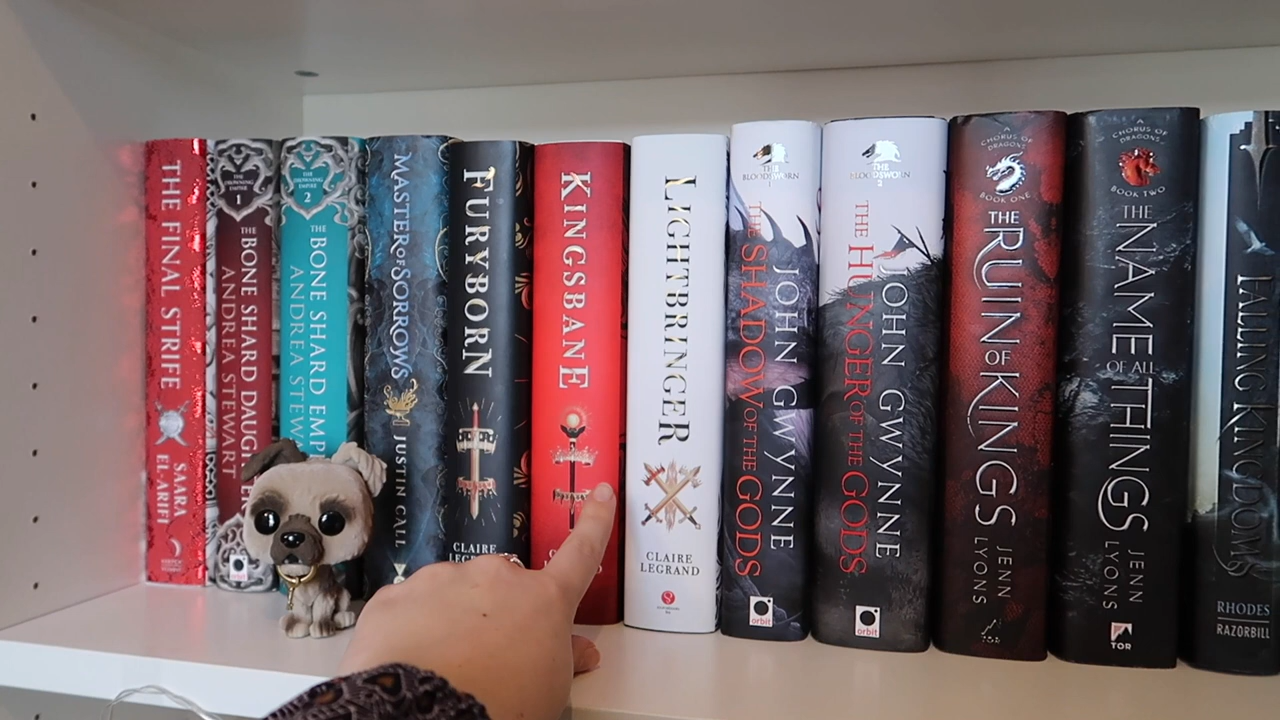 THE FINAL STRIFE
SAARA
EL-ARIFI
THE
DROWNING
EMPIRE
1
THE BONE SHARD DAUGH
ANDREA STEWART
orbit
THE
DROWNING
EMPIRE
2
THE BONE SHARD EMP
ANDREA STEWA
MASTER OF SORROWS
JUSTIN CALL
FURYBORN
CLAIRE
KINGSBANE
LIGHTBRINGER
CLAIRE
LEGRAND
THE
BLOODSWORN
1
THE SHADOW OF THE GODS
JOHN GWYNNE
orbit
THE
BLOODSWORN
2
THE HUNGER OF THE GODS
JOHN GWYNNE
orbit
A
CHORUS OF
DRAGONS
BOOK ONE
THE RUIN OF KINGS
JENN
LYONS
TOR
A
CHORUS OF
DRAGONS
BOOK TWO
THE NAME OF ALL THINGS
JENN
LYONS
TOR
FALLING KINGDOMS
RHODES
RAZORBILL